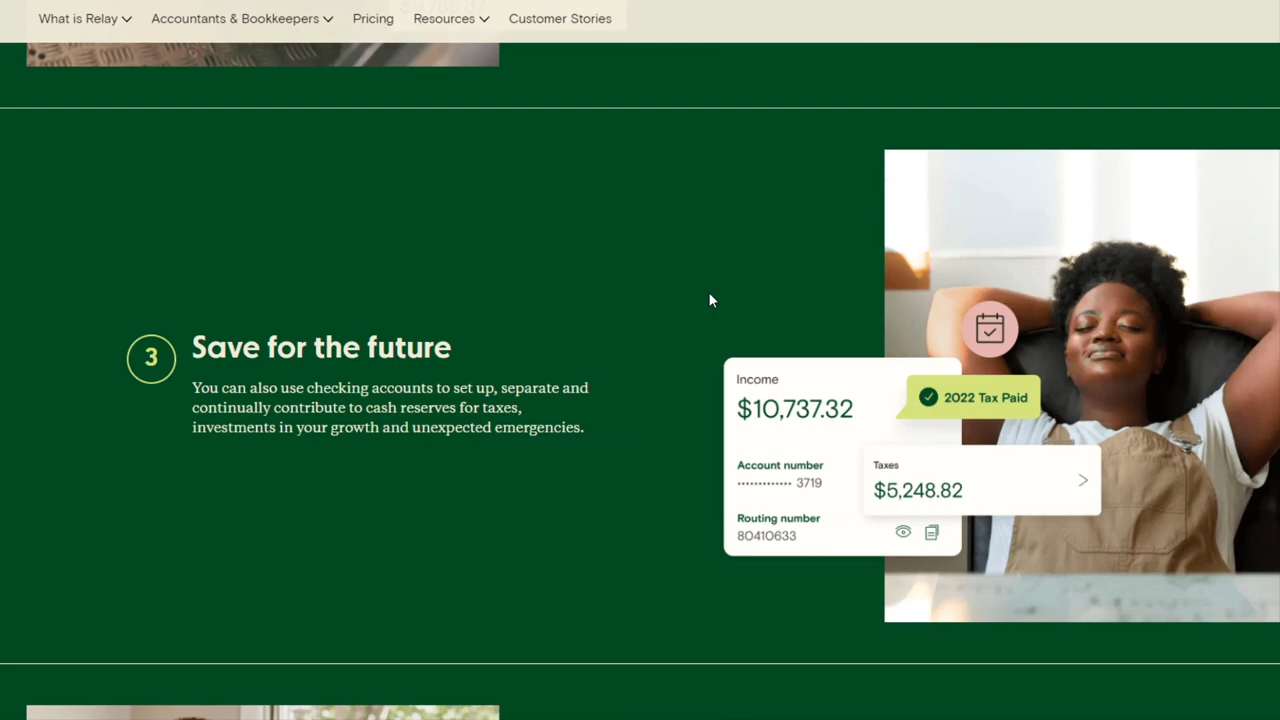 What is Relay
Accountants & Bookkeepers
Pricing
Resources
Customer Stories
3
Save for the future
You can also use checking accounts to set up, separate and
continually contribute to cash reserves for taxes,
investments in your growth and unexpected emergencies.
Income
$10,737.32
2022 Tax Paid
Account number
············· 3719
Taxes
$5,248.82
Routing number
80410633